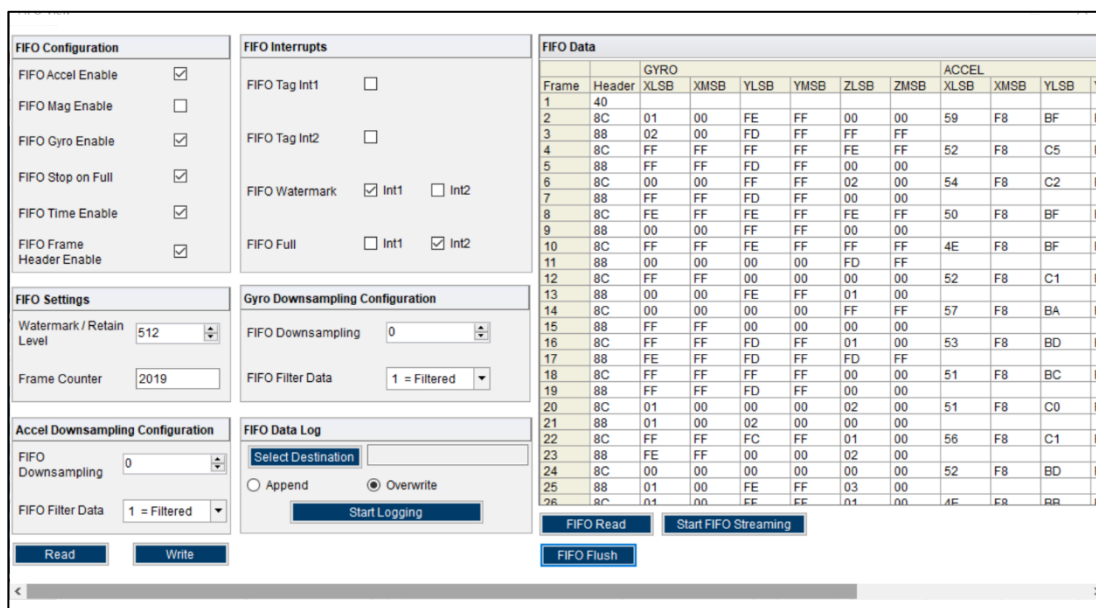 FIFO Configuration
FIFO Accel Enable
FIFO Mag Enable
FIFO Gyro Enable
FIFO Stop on Full
FIFO Time Enable
FIFO Frame
Header Enable
FIFO Interrupts
FIFO Tag Int1
FIFO Tag Int2
FIFO Watermark Int1 Int2
FIFO Full Int1 Int2
FIFO Settings
Watermark / Retain
Level 512
Frame Counter 2019
Gyro Downsampling Configuration
FIFO Downsampling 0
FIFO Filter Data 1 = Filtered
Accel Downsampling Configuration
FIFO
Downsampling 0
FIFO Filter Data 1 = Filtered
FIFO Data Log
Select Destination
Append Overwrite
Start Logging
Read Write
FIFO Data
GYRO ACCEL
Frame Header XLSB XMSB YLSB YMSB ZLSB ZMSB XLSB XMSB YLSB
1 40
2 8C 01 00 FE FF 00 00 59 F8 BF
3 88 02 00 FD FF FF FF
4 8C FF FF FF FF FE FF 52 F8 C5
5 88 FF FF FD FF 00 00
6 8C 00 00 FF FF 02 00 54 F8 C2
7 88 FF FF FD FF 00 00
8 8C FE FF FE FF FE FF 50 F8 BF
9 88 00 00 FF FF 00 00
10 8C FF FF FE FF FF FF 4E F8 BF
11 88 00 00 00 00 FD FF
12 8C FF FF 00 00 00 00 52 F8 C1
13 88 00 00 FE FF 01 00
14 8C 00 00 00 00 FF FF 57 F8 BA
15 88 FF FF 00 00 00 00
16 8C FF FF FD FF 01 00 53 F8 BD
17 88 FE FF FD FF FD FF
18 8C FF FF FF FF 00 00 51 F8 BC
19 88 FF FF FD FF 00 00
20 8C 01 00 00 00 02 00 51 F8 C0
21 88 01 00 02 00 00 00
22 8C FF FF FC FF 01 00 56 F8 C1
23 88 FE FF 00 00 02 00
24 8C 00 00 00 00 00 00 52 F8 BD
25 88 01 00 FE FF 03 00
26 8C 01 00 FF FF 01 00 4E F8 BB
FIFO Read Start FIFO Streaming
FIFO Flush